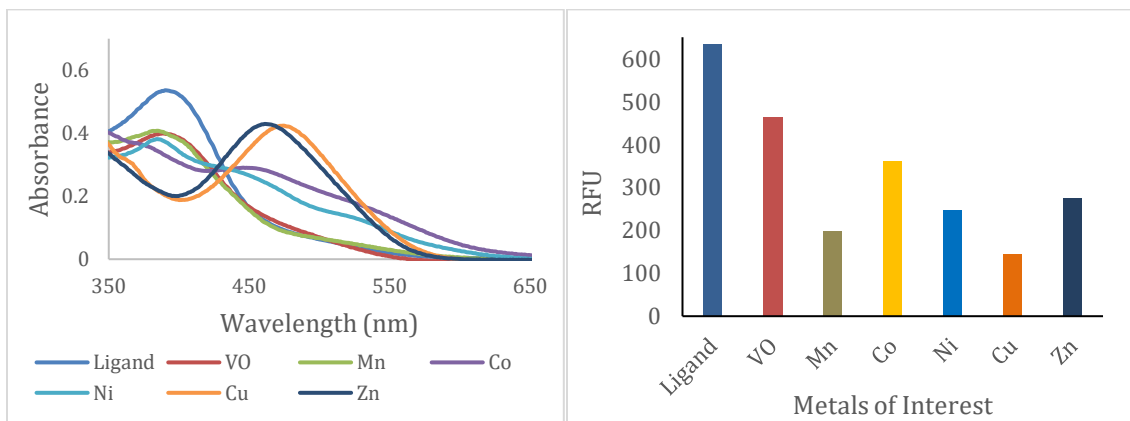 0.6
0.4
0.2
0
Absorbance
350 450 550 650
Wavelength (nm)
Ligand VO Mn Co
Ni Cu Zn
600
500
400
300
200
100
0
RFU
Ligand VO Mn Co Ni Cu Zn
Metals of Interest